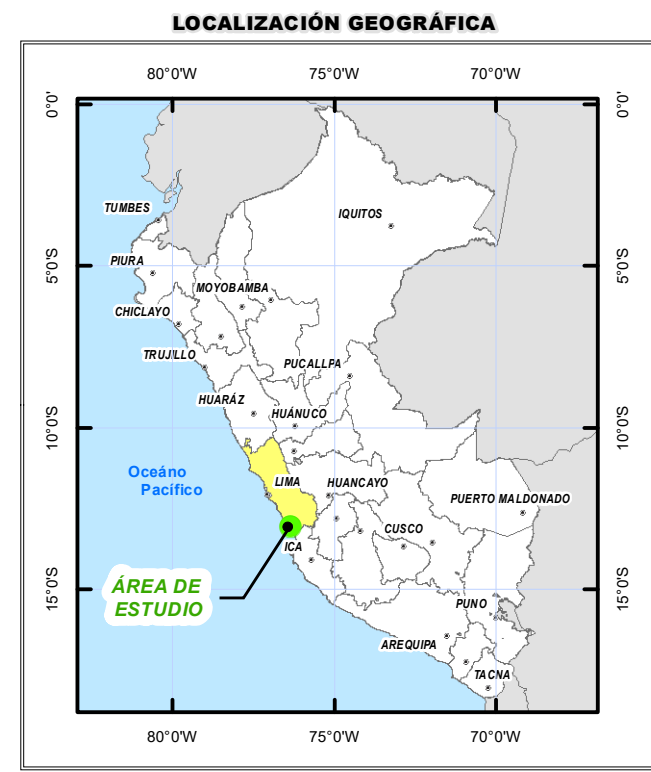 LOCALIZACIÓN GEOGRÁFICA
80°0'W 75°0'W 70°0'W
0°0'
0°0'
TUMBES
IQUITOS
5°0'S
5°0'S
PIURA
MOYOBAMBA
CHICLAYO
TRUJILLO
PUCALLPA
HUARÁZ
HUÁNUCO
10°0'S
10°0'S
Oceáno
Pacífico
LIMA
HUANCAYO
PUERTO MALDONADO
CUSCO
ICA
ÁREA DE
ESTUDIO
15°0'S
15°0'S
PUNO
AREQUIPA
TACNA
80°0'W 75°0'W 70°0'W